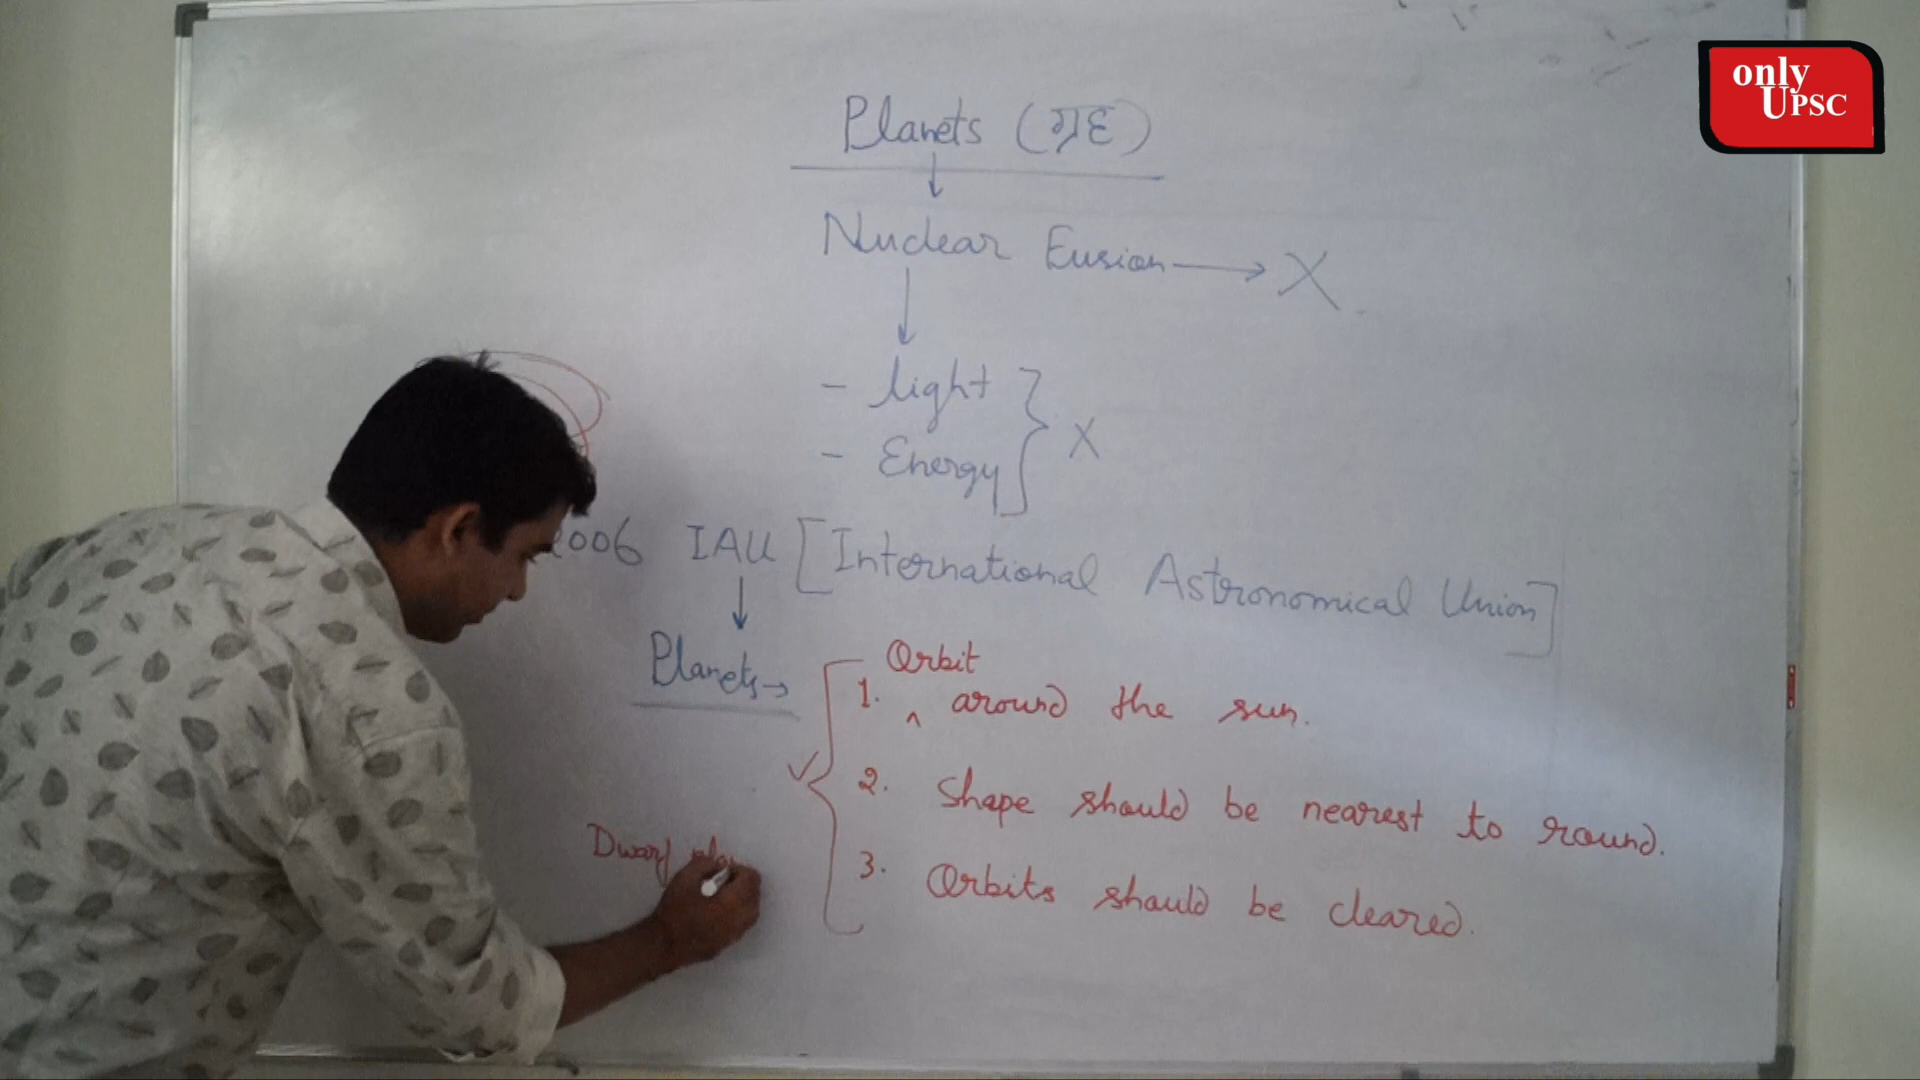 only
UPSC
Planets (ग्रह)
Nuclear Fusion → X
- light
- Energy } X
2006 IAU [International Astronomical Union]
Planets →
Orbit
1. ^ around the sun.
2. Shape should be nearest to round.
3. Orbits should be cleared.
Dwarf